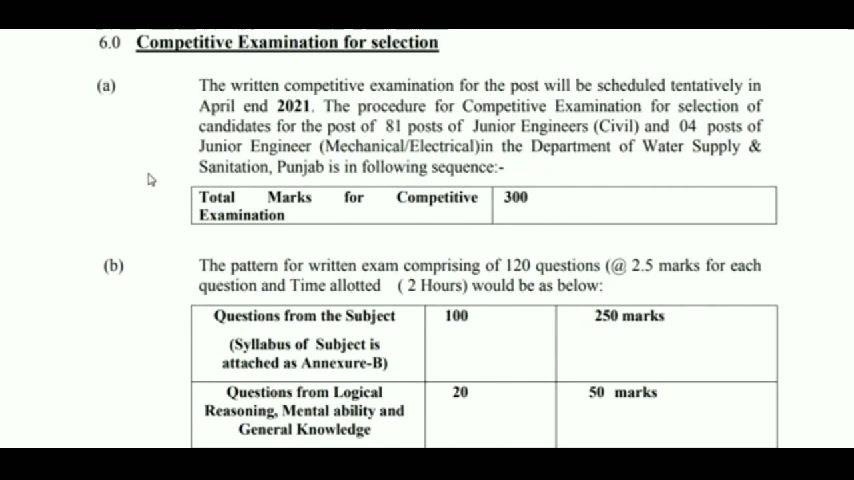 6.0 Competitive Examination for selection
(a) The written competitive examination for the post will be scheduled tentatively in
April end 2021. The procedure for Competitive Examination for selection of
candidates for the post of 81 posts of Junior Engineers (Civil) and 04 posts of
Junior Engineer (Mechanical/Electrical)in the Department of Water Supply &
Sanitation, Punjab is in following sequence:-
Total Marks for Competitive 300
Examination
(b) The pattern for written exam comprising of 120 questions (@ 2.5 marks for each
question and Time allotted ( 2 Hours) would be as below:
Questions from the Subject 100 250 marks
(Syllabus of Subject is
attached as Annexure-B)
Questions from Logical 20 50 marks
Reasoning, Mental ability and
General Knowledge